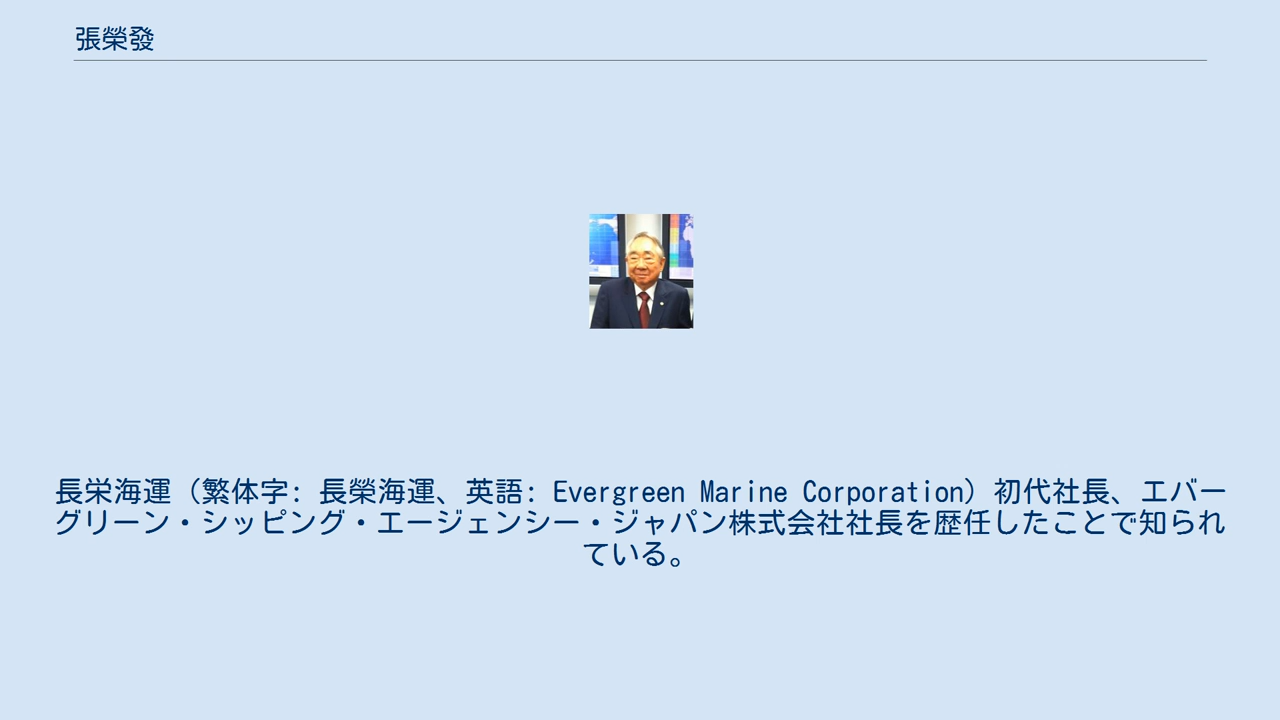 張榮發
長栄海運（繁体字: 長榮海運、英語: Evergreen Marine Corporation）初代社長、エバー
グリーン・シッピング・エージェンシー・ジャパン株式会社社長を歴任したことで知られ
ている。